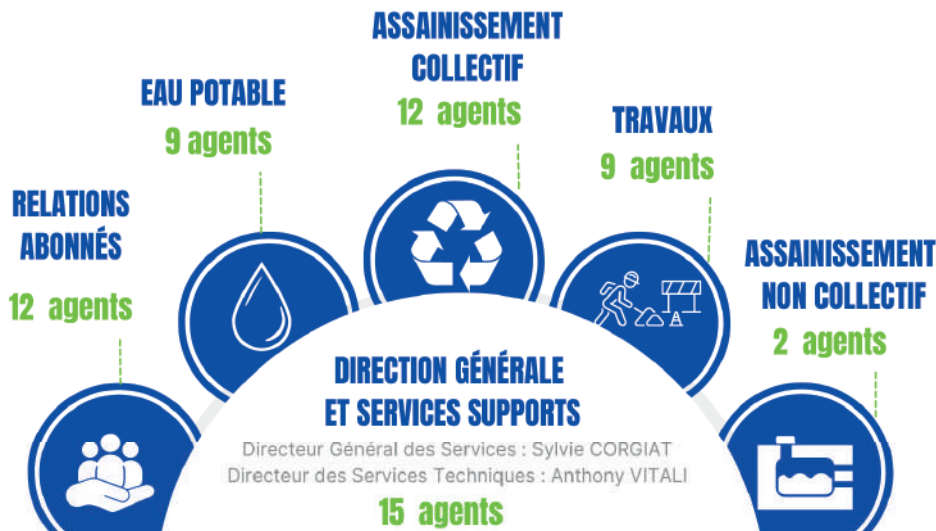 ASSAINISSEMENT
COLLECTIF
12 agents
EAU POTABLE
9 agents
TRAVAUX
9 agents
RELATIONS
ABONNÉS
12 agents
ASSAINISSEMENT
NON COLLECTIF
2 agents
DIRECTION GÉNÉRALE
ET SERVICES SUPPORTS
Directeur Général des Services : Sylvie CORGIAT
Directeur des Services Techniques : Anthony VITALI
15 agents